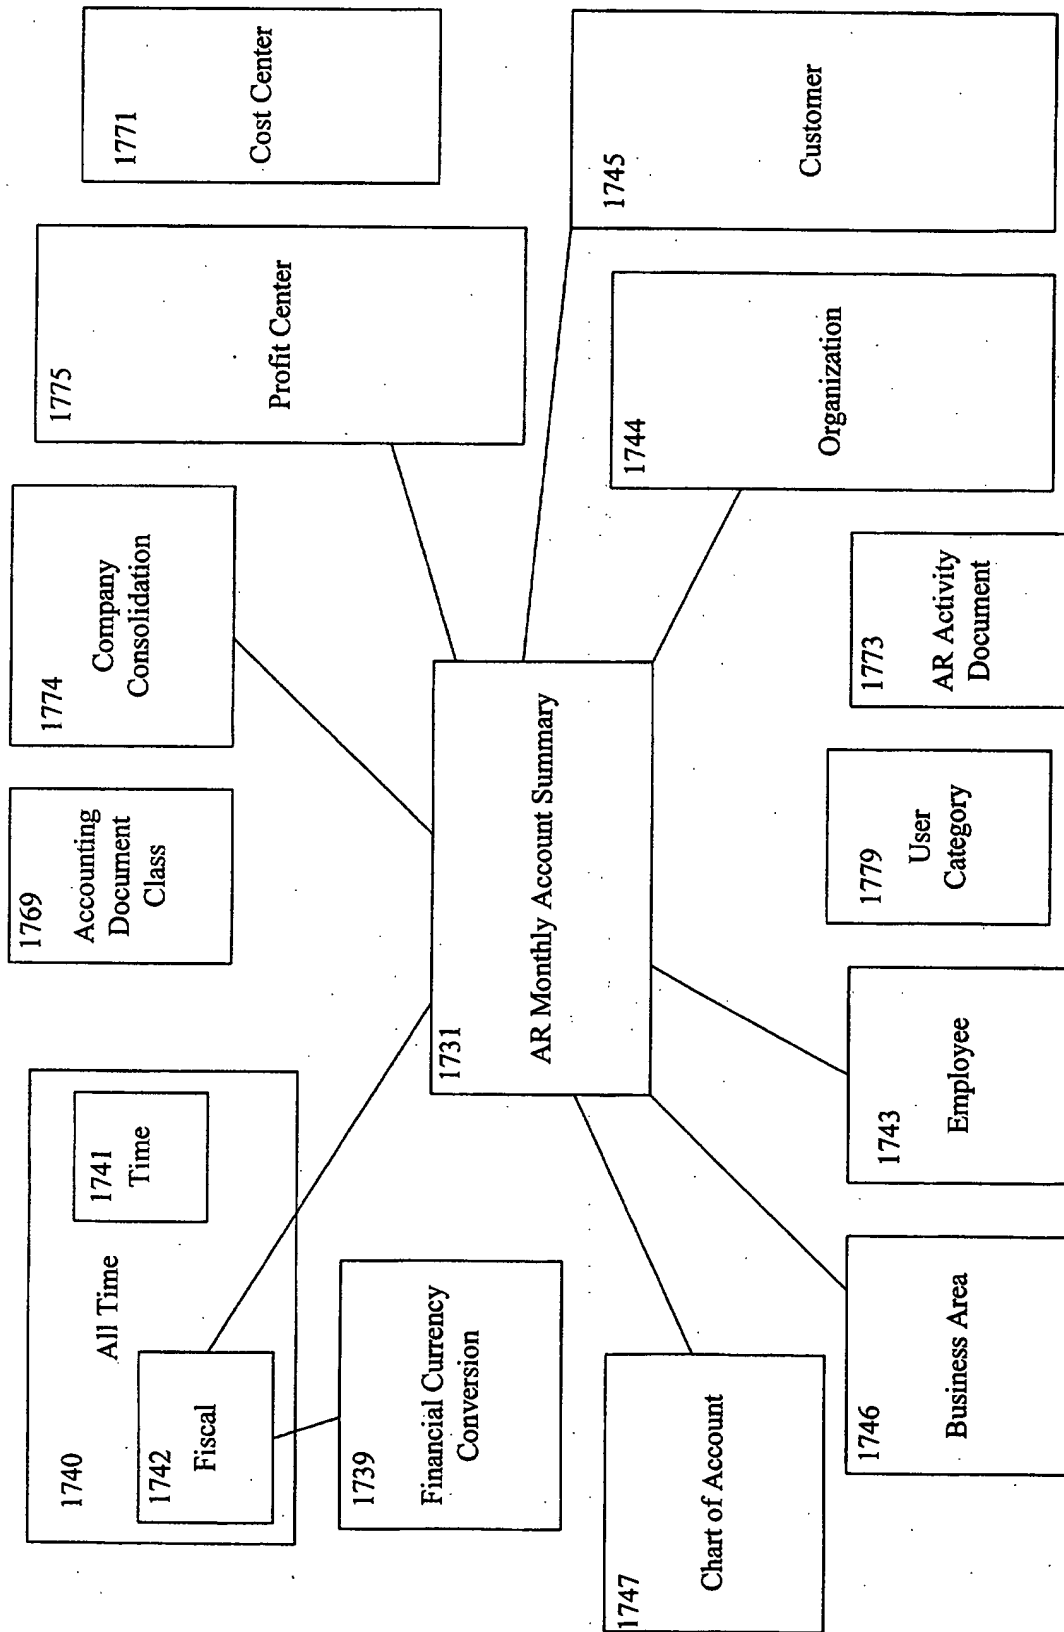 1740
All Time
1741
Time
1742
Fiscal
1769
Accounting
Document
Class
1774
Company
Consolidation
1775
Profit Center
1771
Cost Center
1739
Financial Currency
Conversion
1731
AR Monthly Account Summary
1747
Chart of Account
1746
Business Area
1743
Employee
1779
User
Category
1773
AR Activity
Document
1744
Organization
1745
Customer